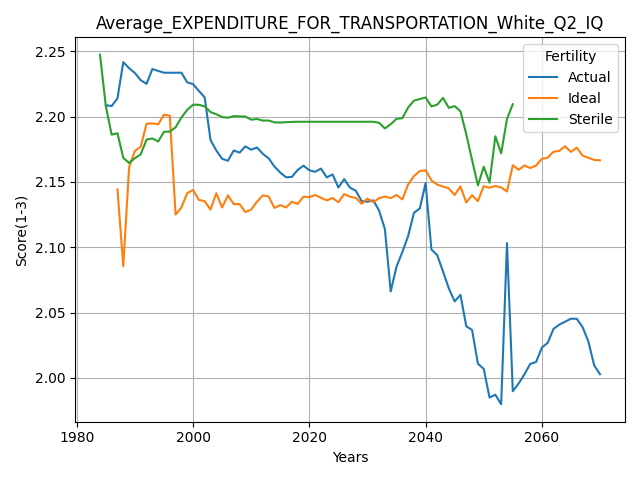 Average_EXPENDITURE_FOR_TRANSPORTATION_White_Q2_IQ
Fertility
Actual
Ideal
Sterile
Score(1-3)
2.25
2.20
2.15
2.10
2.05
2.00
1980
2000
2020
2040
2060
Years